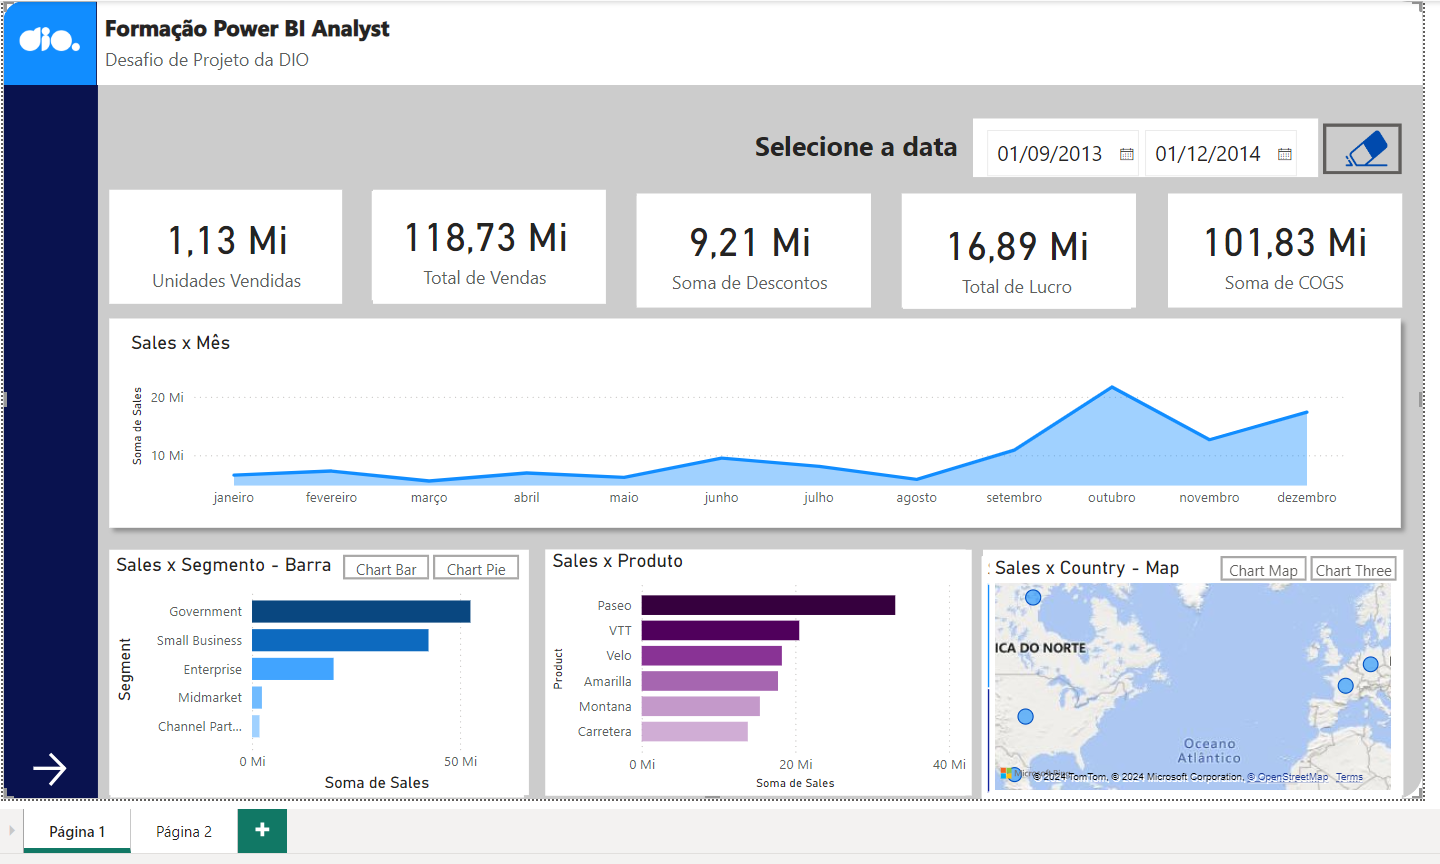 dio.
Formação Power BI Analyst
Desafio de Projeto da DIO
Selecione a data
01/09/2013
01/12/2014
1,13 Mi
Unidades Vendidas
118,73 Mi
Total de Vendas
9,21 Mi
Soma de Descontos
16,89 Mi
Total de Lucro
101,83 Mi
Soma de COGS
Sales x Mês
Soma de Sales
20 Mi
10 Mi
janeiro fevereiro março abril maio junho julho agosto setembro outubro novembro dezembro
Sales x Segmento - Barra
Chart Bar
Chart Pie
Segment
Government
Small Business
Enterprise
Midmarket
Channel Part...
0 Mi 50 Mi
Soma de Sales
Sales x Produto
Product
Paseo
VTT
Velo
Amarilla
Montana
Carretera
0 Mi 20 Mi 40 Mi
Soma de Sales
Sales x Country - Map
Chart Map
Chart Three
ICA DO NORTE
Oceano
Atlântico
© 2024 TomTom, © 2024 Microsoft Corporation, © OpenStreetMap Terms
Página 1
Página 2
+